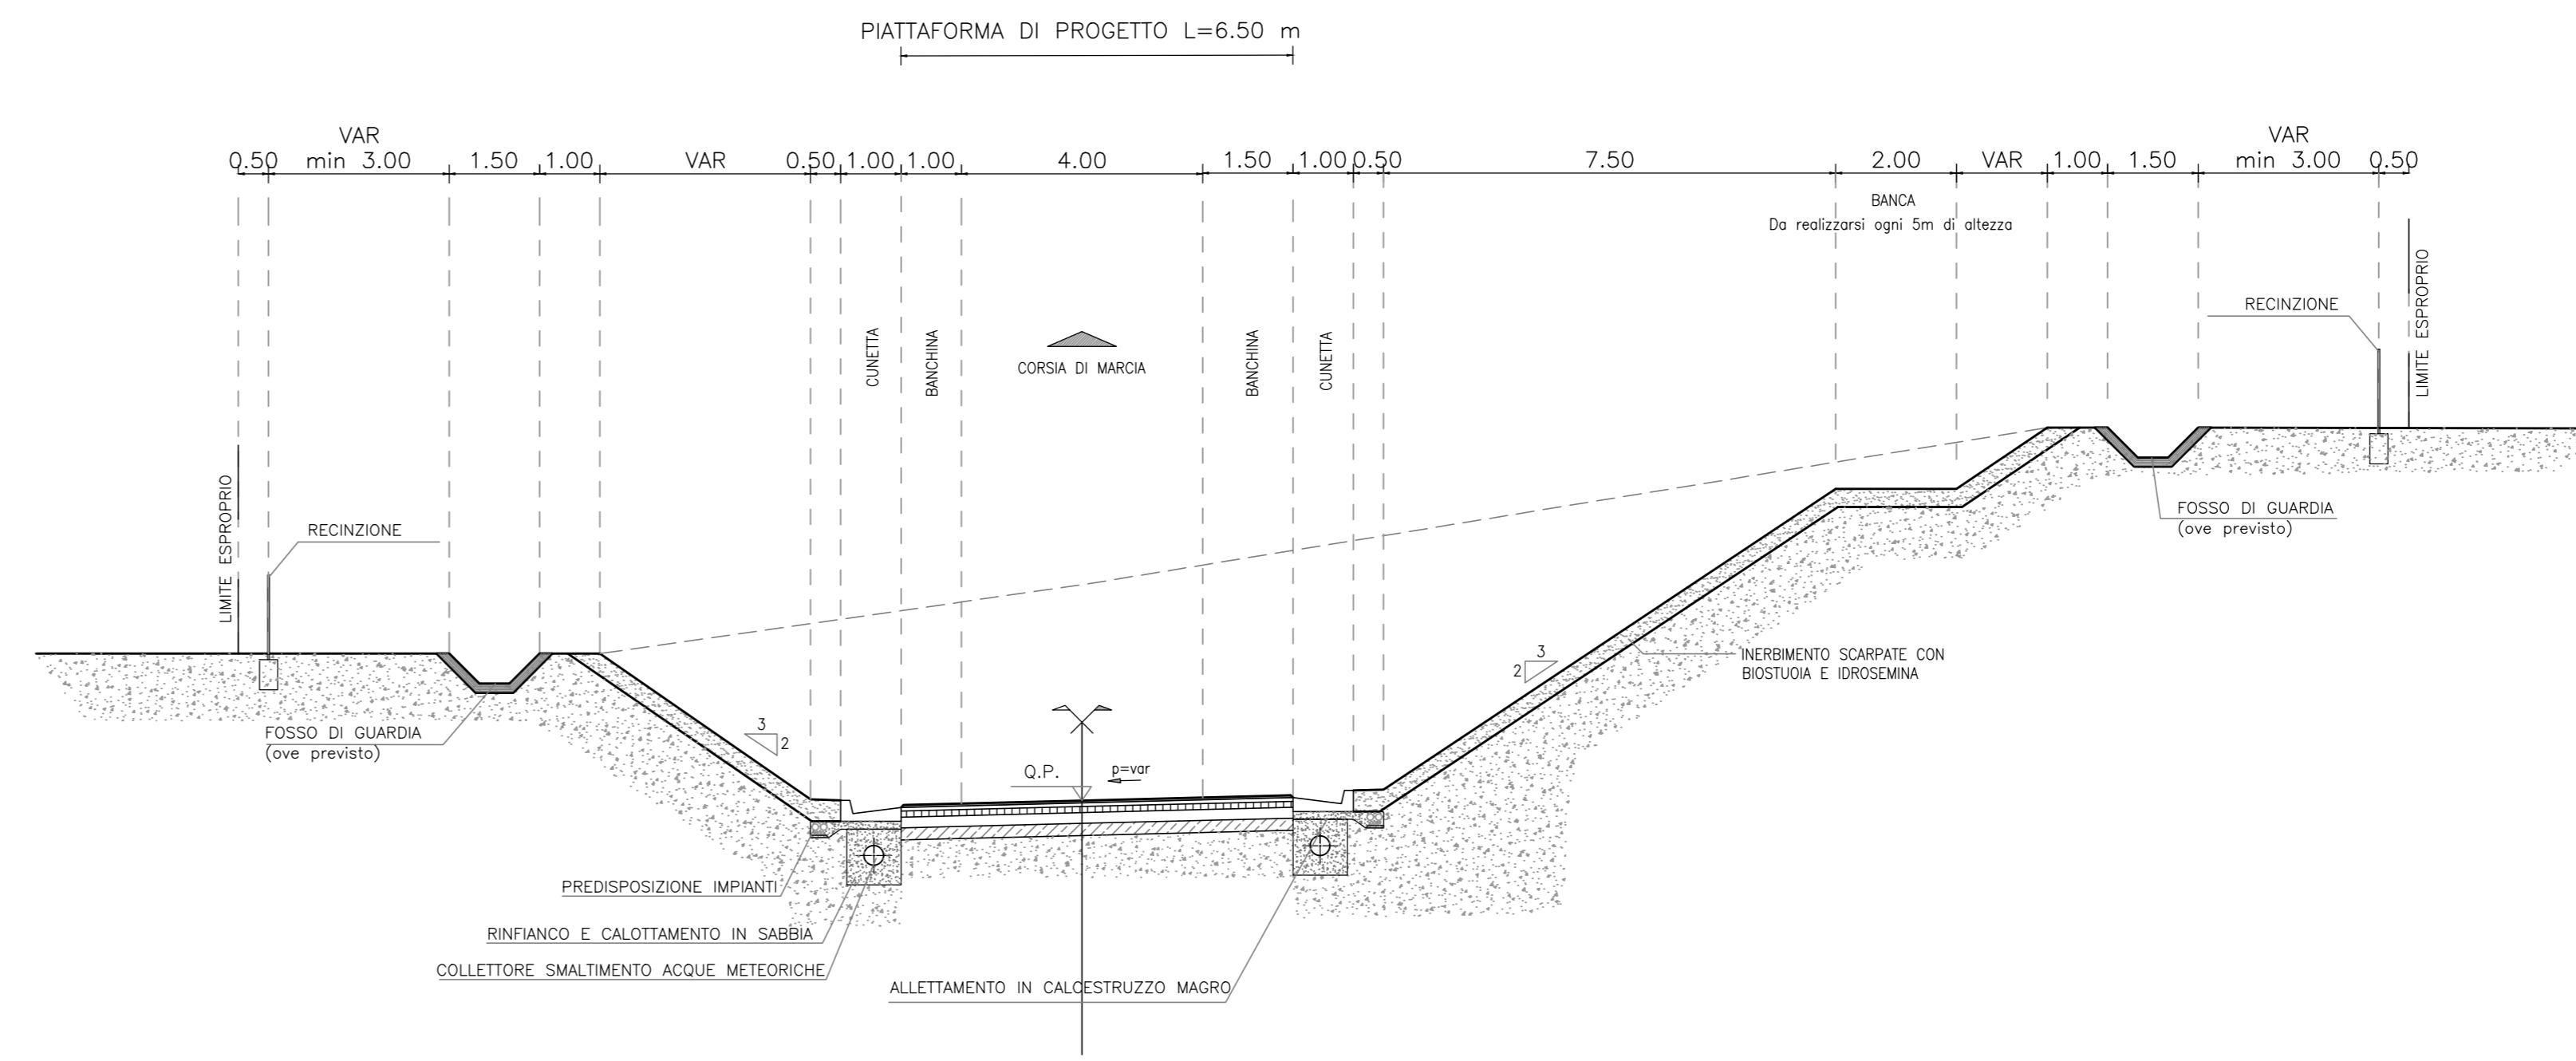 PIATTAFORMA DI PROGETTO L=6.50 m
VAR
VAR
0.50 min 3.00 1.50 1.00 VAR 0.50 1.00 1.00 4.00 1.50 1.00 0.50 7.50 2.00 VAR 1.00 1.50 min 3.00 0.50
BANCA
Da realizzarsi ogni 5m di altezza
LIMITE ESPROPRIO
RECINZIONE
CUNETTA
BANCHINA
CORSIA DI MARCIA
BANCHINA
CUNETTA
RECINZIONE
LIMITE ESPROPRIO
FOSSO DI GUARDIA
(ove previsto)
FOSSO DI GUARDIA
(ove previsto)
3
2
3
2
INERBIMENTO SCARPATE CON
BIOSTUOIA E IDROSEMINA
Q.P.
p=var
PREDISPOSIZIONE IMPIANTI
RINFIANCO E CALOTTAMENTO IN SABBIA
COLLETTORE SMALTIMENTO ACQUE METEORICHE
ALLETTAMENTO IN CALCESTRUZZO MAGRO